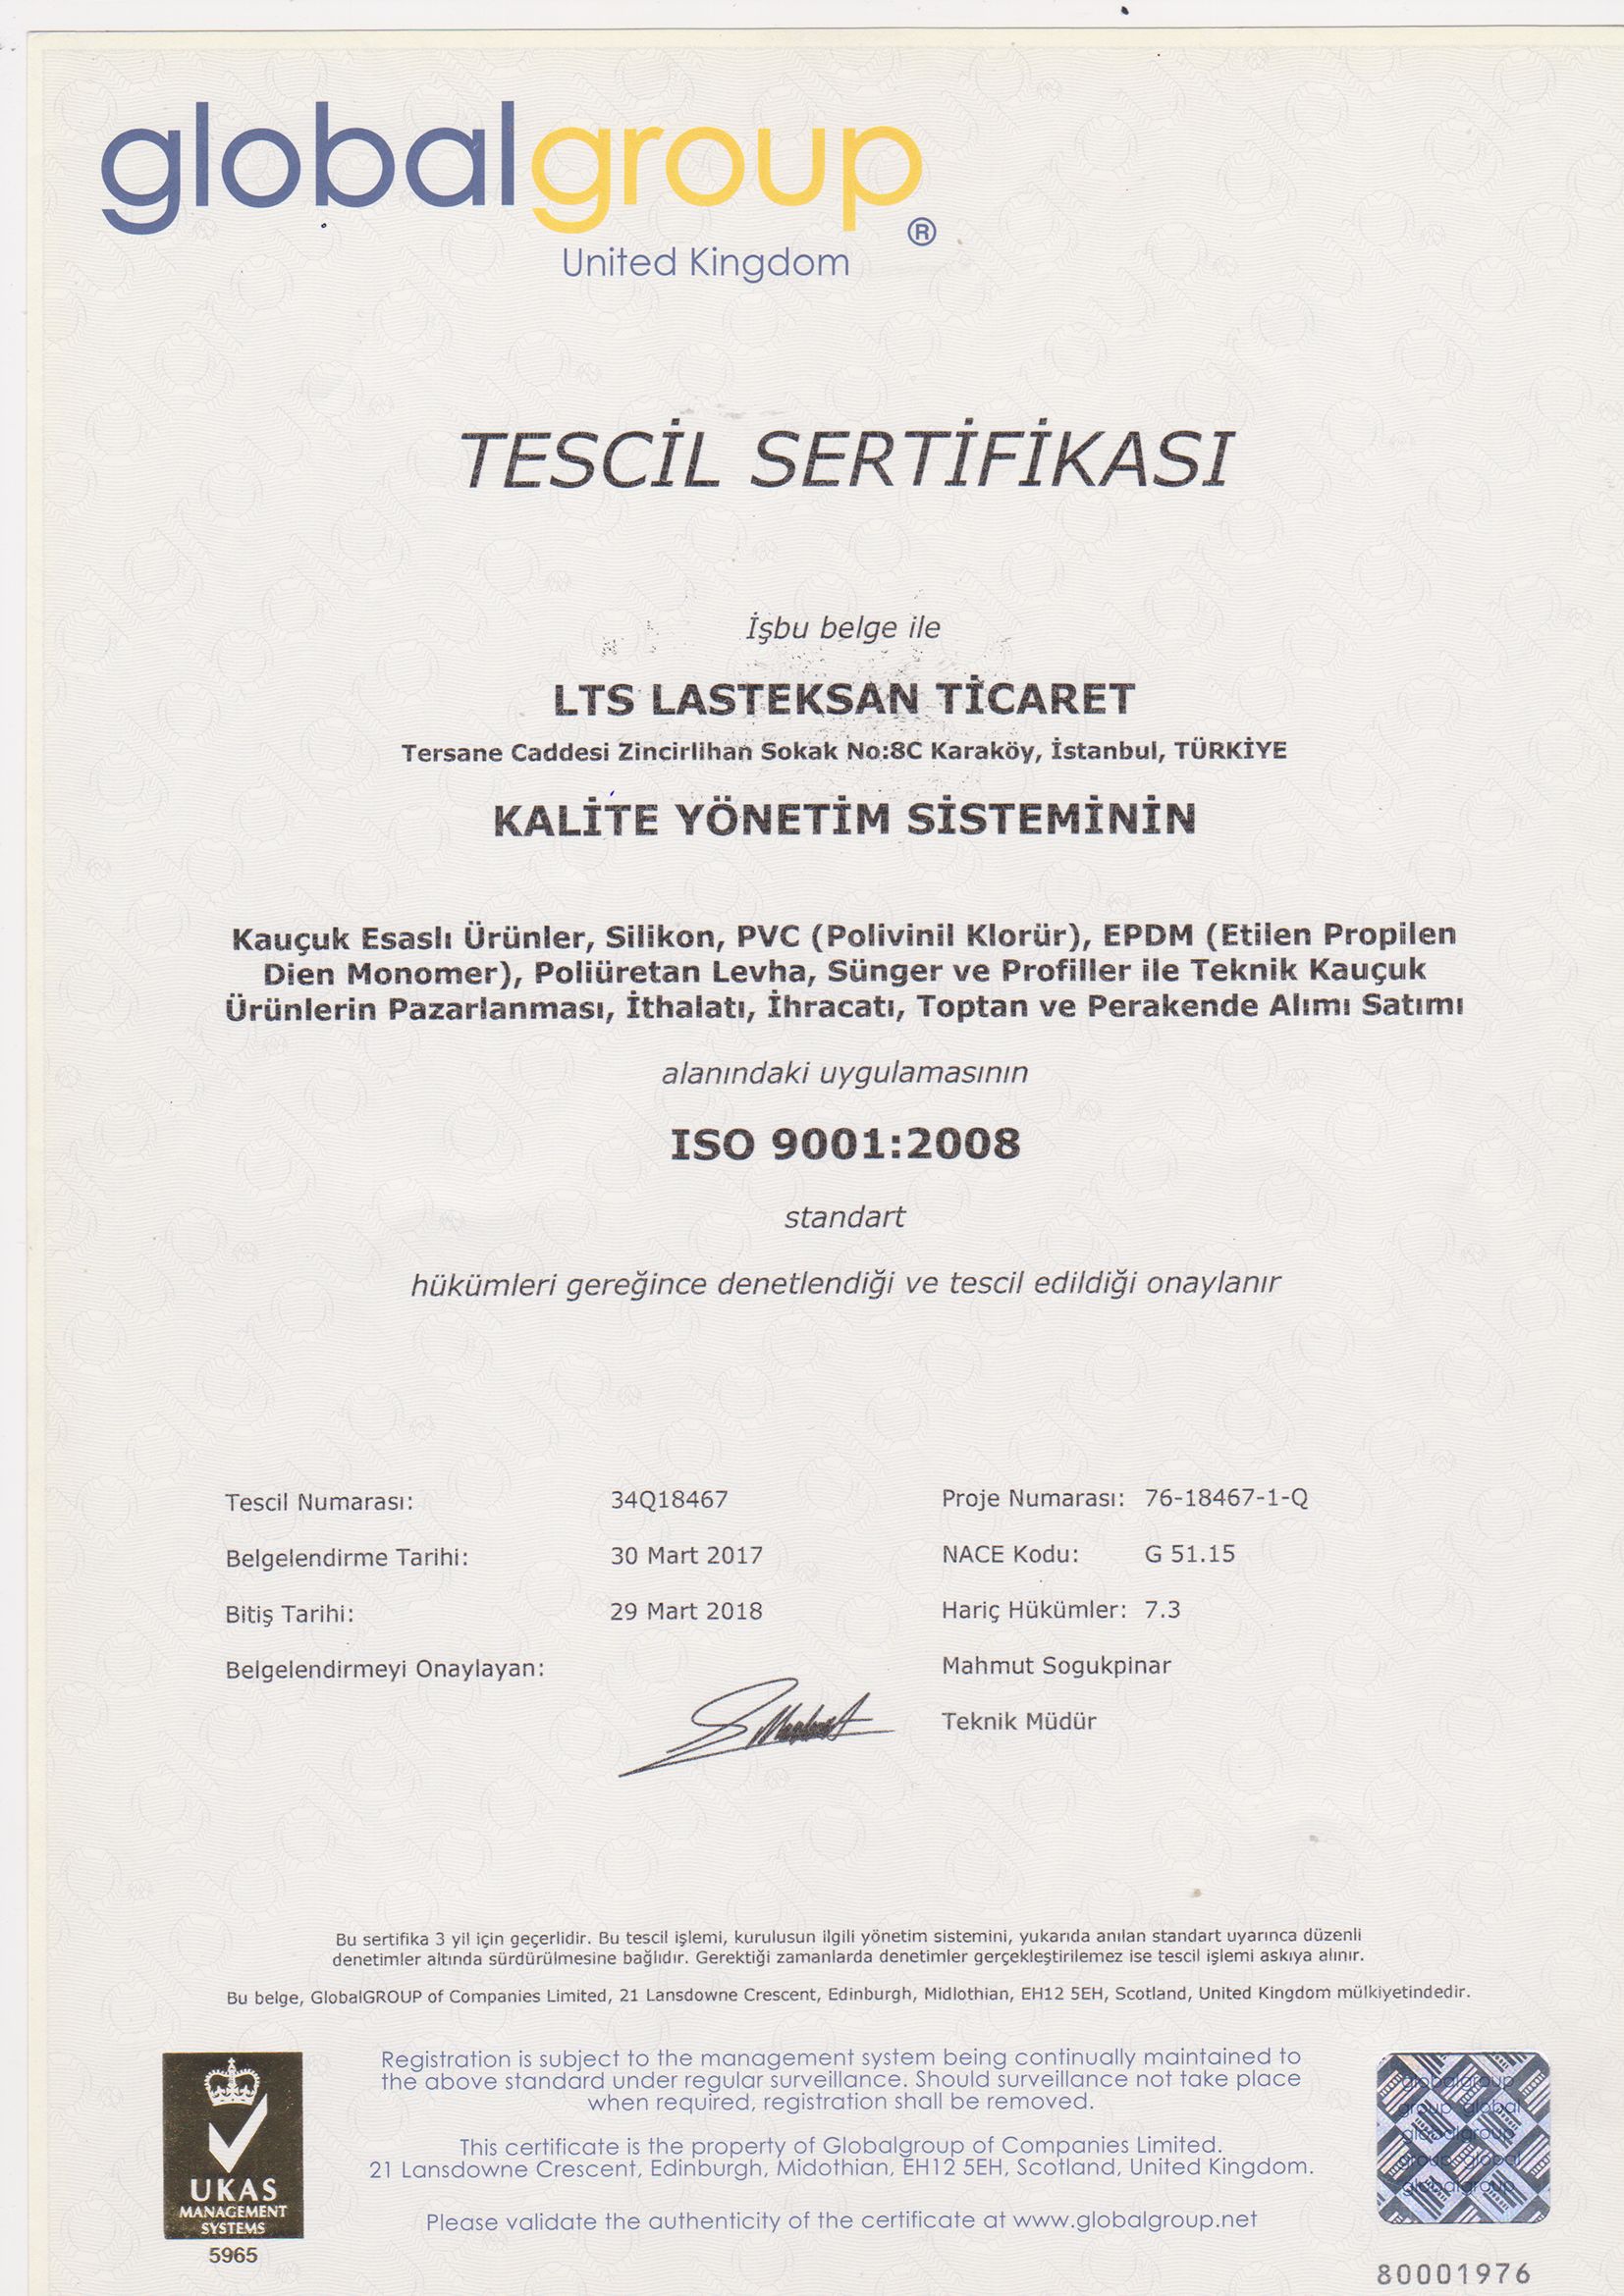 globalgroup®
United Kingdom
TESCİL SERTİFİKASI
İşbu belge ile
LTS LASTEKSAN TİCARET
Tersane Caddesi Zincirlihan Sokak No:8C Karaköy, İstanbul, TÜRKİYE
KALİTE YÖNETİM SİSTEMİNİN
Kauçuk Esaslı Ürünler, Silikon, PVC (Polivinil Klorür), EPDM (Etilen Propilen
Dien Monomer), Poliüretan Levha, Sünger ve Profiller ile Teknik Kauçuk
Ürünlerin Pazarlanması, İthalatı, İhracatı, Toptan ve Perakende Alımı Satımı
alanındaki uygulamasının
ISO 9001:2008
standart
hükümleri gereğince denetlendiği ve tescil edildiği onaylanır
Tescil Numarası: 34Q18467 Proje Numarası: 76-18467-1-Q
Belgelendirme Tarihi: 30 Mart 2017 NACE Kodu: G 51.15
Bitiş Tarihi: 29 Mart 2018 Hariç Hükümler: 7.3
Belgelendirmeyi Onaylayan: Mahmut Sogukpinar
Teknik Müdür
Bu sertifika 3 yil için geçerlidir. Bu tescil işlemi, kurulusun ilgili yönetim sistemini, yukarıda anılan standart uyarınca düzenli
denetimler altında sürdürülmesine bağlıdır. Gerektiği zamanlarda denetimler gerçekleştirilemez ise tescil işlemi askıya alınır.
Bu belge, GlobalGROUP of Companies Limited, 21 Lansdowne Crescent, Edinburgh, Midlothian, EH12 5EH, Scotland, United Kingdom mülkiyetindedir.
Registration is subject to the management system being continually maintained to
the above standard under regular surveillance. Should surveillance not take place
when required, registration shall be removed.
This certificate is the property of Globalgroup of Companies Limited.
21 Lansdowne Crescent, Edinburgh, Midothian, EH12 5EH, Scotland, United Kingdom.
Please validate the authenticity of the certificate at www.globalgroup.net
UKAS
MANAGEMENT
SYSTEMS
5965
globalgroup
group global
globalgroup
group global
globalgroup
80001976